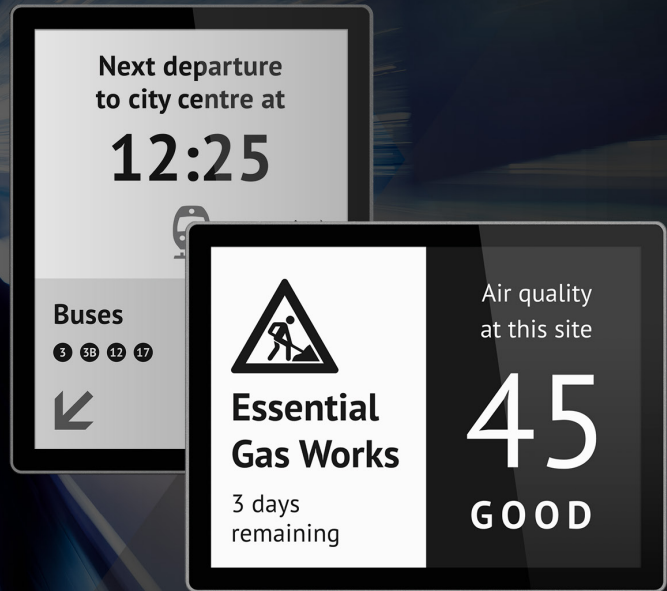 Next departure
to city centre at
12:25
Buses
3 3B 12 17
Essential
Gas Works
3 days
remaining
Air quality
at this site
45
GOOD